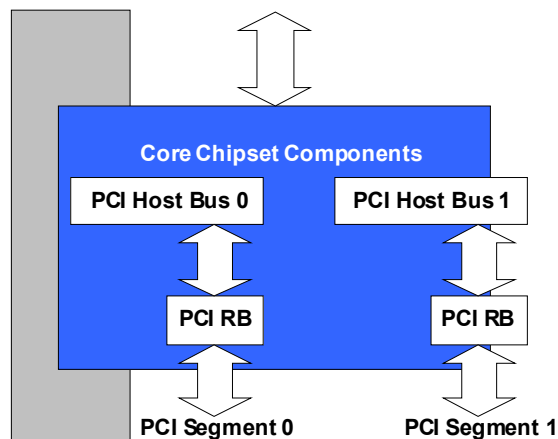 Core Chipset Components
PCI Host Bus 0
PCI Host Bus 1
PCI RB
PCI RB
PCI Segment 0
PCI Segment 1